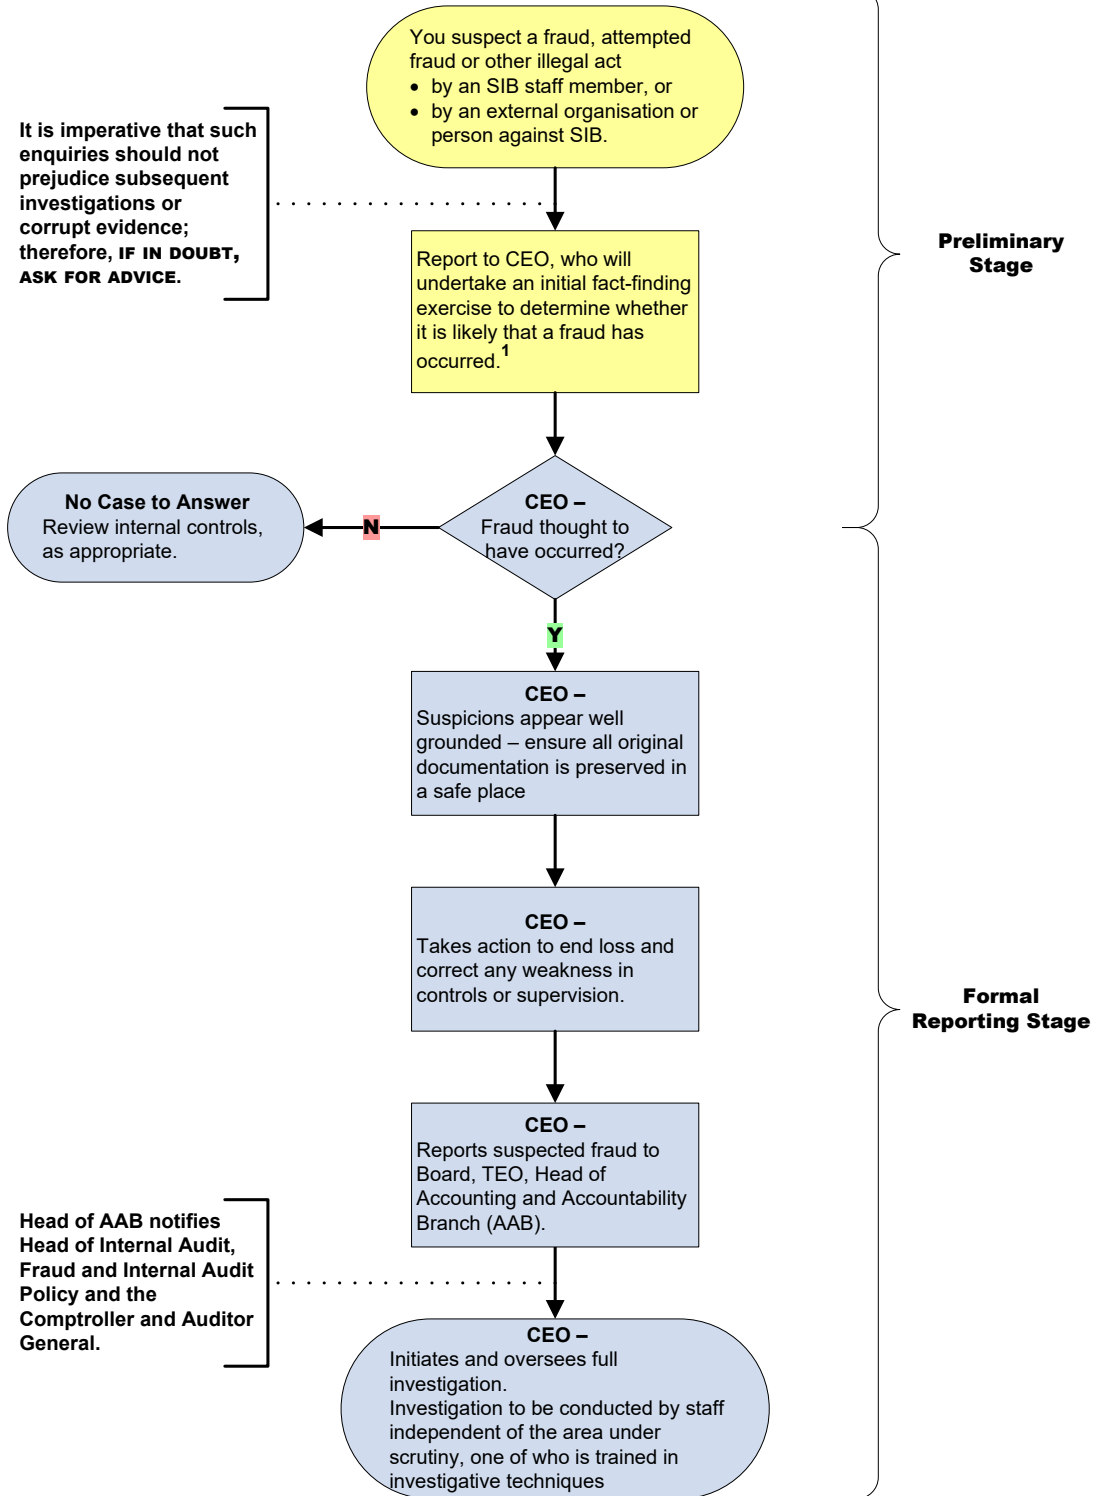 You suspect a fraud, attempted
fraud or other illegal act
• by an SIB staff member, or
• by an external organisation or
person against SIB.
It is imperative that such
enquiries should not
prejudice subsequent
investigations or
corrupt evidence;
therefore, IF IN DOUBT,
ASK FOR ADVICE.
Preliminary
Stage
Report to CEO, who will
undertake an initial fact-finding
exercise to determine whether
it is likely that a fraud has
occurred.1
No Case to Answer
Review internal controls,
as appropriate.
N
CEO –
Fraud thought to
have occurred?
Y
CEO –
Suspicions appear well
grounded – ensure all original
documentation is preserved in
a safe place
CEO –
Takes action to end loss and
correct any weakness in
controls or supervision.
Formal
Reporting Stage
CEO –
Reports suspected fraud to
Board, TEO, Head of
Accounting and Accountability
Branch (AAB).
Head of AAB notifies
Head of Internal Audit,
Fraud and Internal Audit
Policy and the
Comptroller and Auditor
General.
CEO –
Initiates and oversees full
investigation.
Investigation to be conducted by staff
independent of the area under
scrutiny, one of who is trained in
investigative techniques